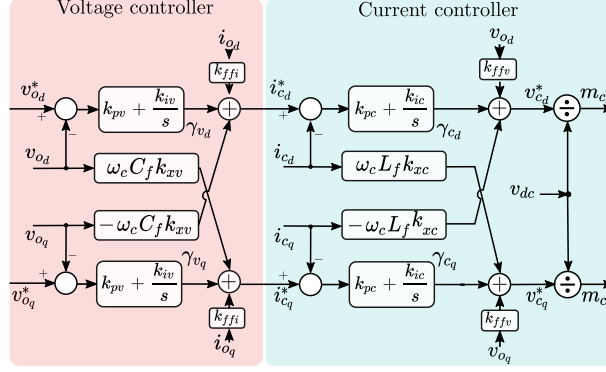 Voltage controller
Current controller
i_{o_d}
v_{o_d}
k_{ffi}
k_{ffv}
v^*_{o_d}
k_{pv} + \frac{k_{iv}}{s}
i^*_{c_d}
k_{pc} + \frac{k_{ic}}{s}
v^*_{c_d}
m_c
+
−
γ_{v_d}
+
−
γ_{c_d}
v_{o_d}
ω_c C_f k_{xv}
i_{c_d}
ω_c L_f k_{xc}
v_{dc}
v_{o_q}
−ω_c C_f k_{xv}
i_{c_q}
−ω_c L_f k_{xc}
γ_{v_q}
γ_{c_q}
+
−
+
−
v^*_{o_q}
k_{pv} + \frac{k_{iv}}{s}
i^*_{c_q}
k_{pc} + \frac{k_{ic}}{s}
v^*_{c_q}
m_c
k_{ffi}
k_{ffv}
i_{o_q}
v_{o_q}